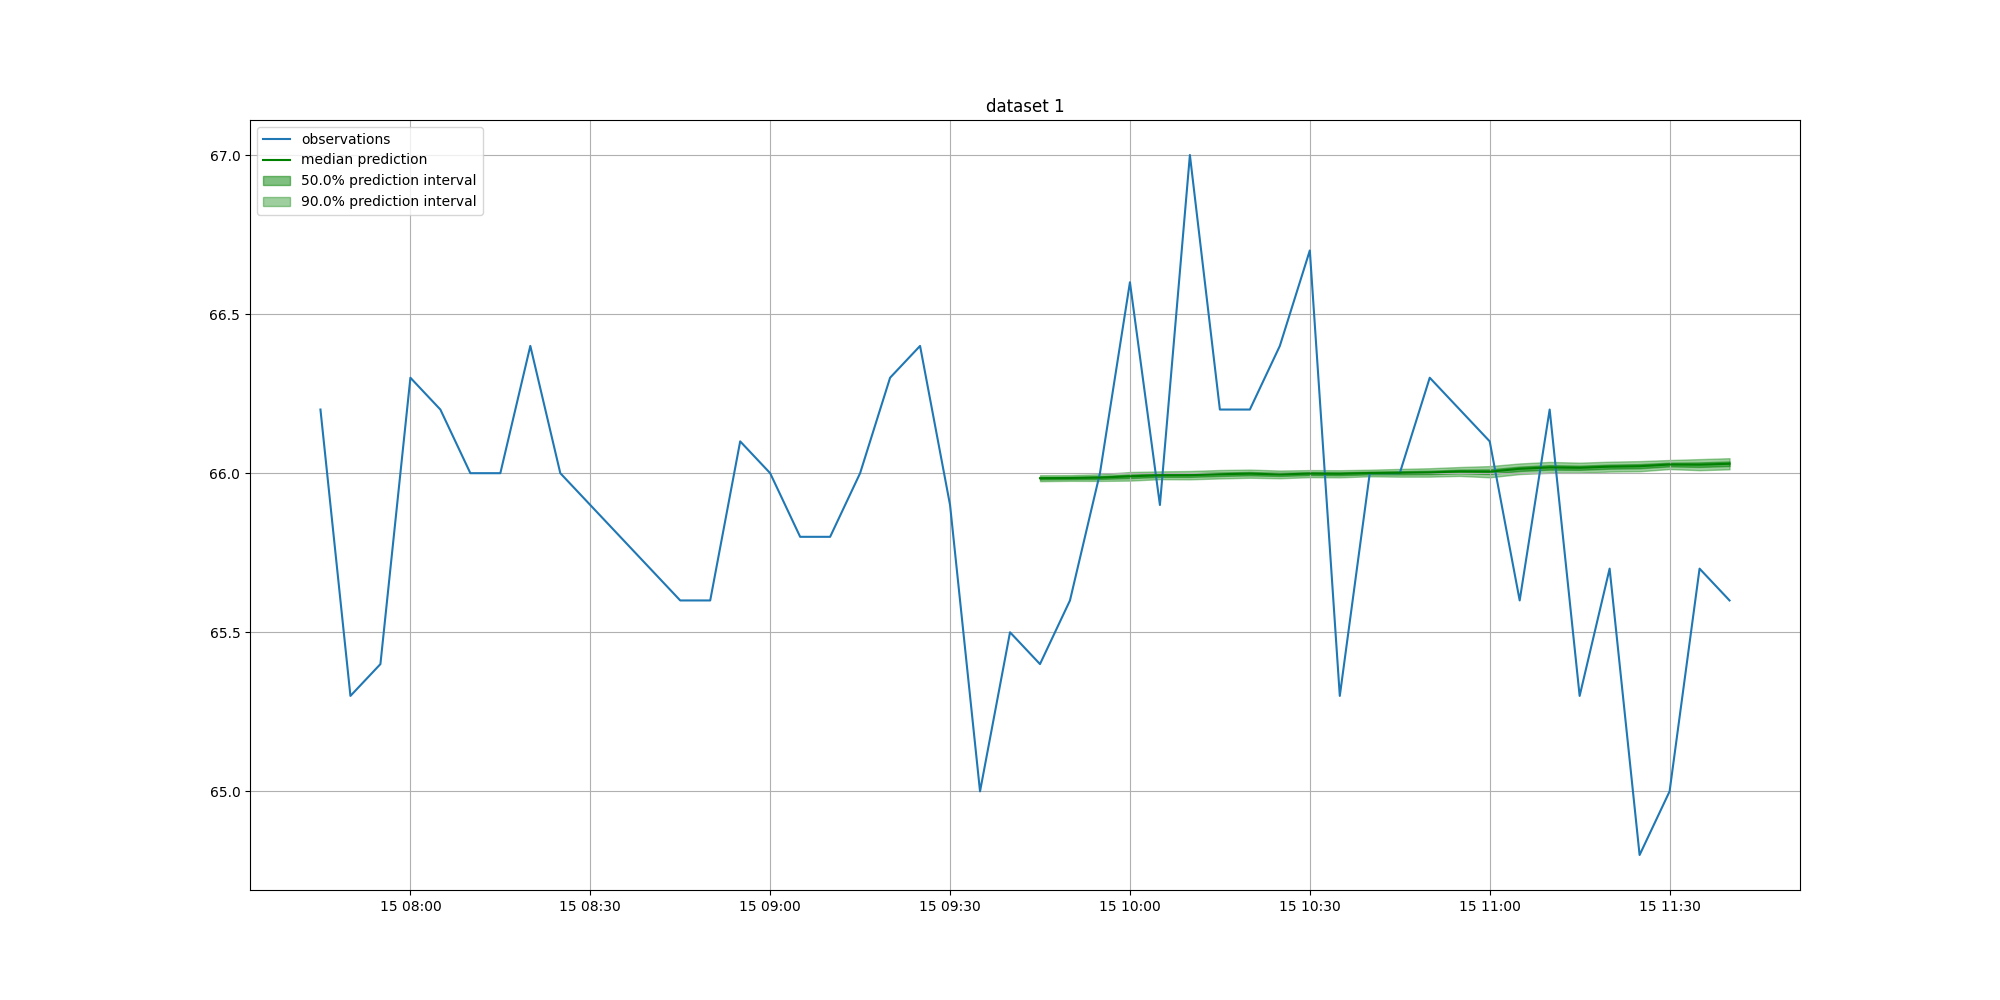 dataset 1
observations
median prediction
50.0% prediction interval
90.0% prediction interval
67.0
66.5
66.0
65.5
65.0
15 08:00 15 08:30 15 09:00 15 09:30 15 10:00 15 10:30 15 11:00 15 11:30